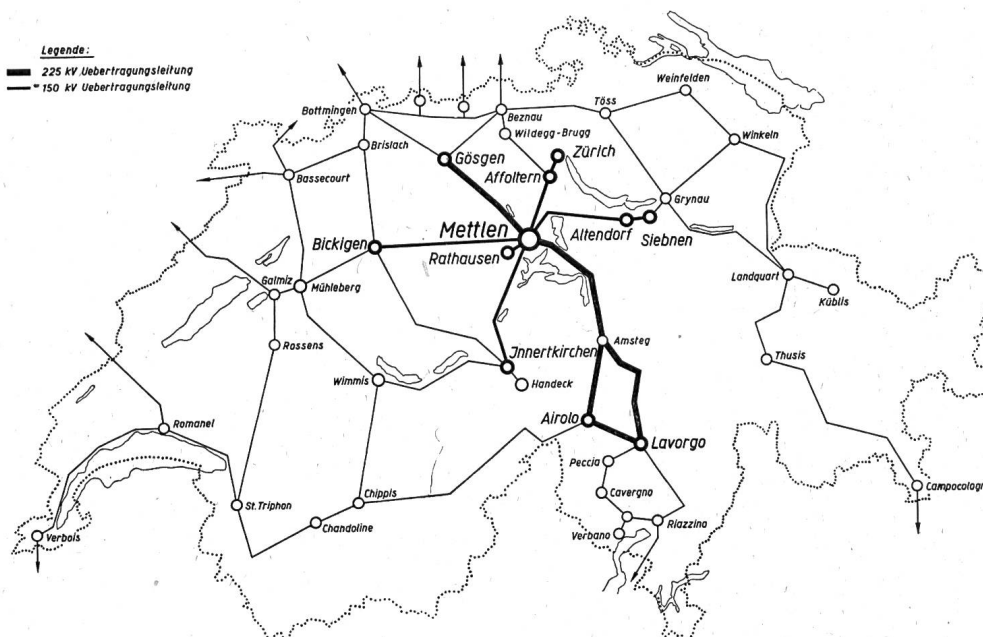 Legende:
225 kV Uebertragungsleitung
150 kV Uebertragungsleitung
Weinfelden
Bottmingen
Beznau
Töss
Wildegg-Brugg
Winkeln
Brislach
Gösgen
Zürich
Affoltern
Bassecourt
Grynau
Mettlen
Altendorf
Siebnen
Bickigen
Rathausen
Landquart
Küblis
Galmiz
Mühleberg
Rossens
Amsteg
Innertkirchen
Thusis
Wimmis
Handeck
Airolo
Romanel
Lavorgo
Peccia
Campocologn
Cavergno
Chippis
St. Triphon
Chandoline
Riazzino
Verbano
Verbois